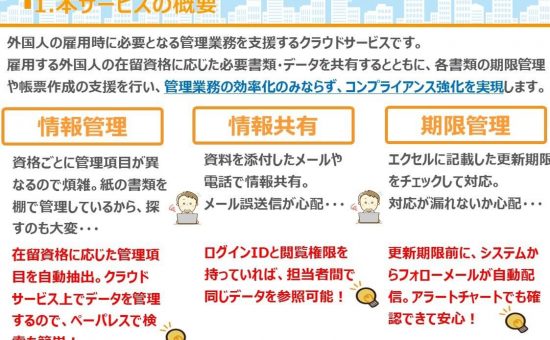 1.本サービスの概要
外国人の雇用時に必要となる管理業務を支援するクラウドサービスです。
雇用する外国人の在留資格に応じた必要書類・データを共有するとともに、各書類の期限管理
や帳票作成の支援を行い、管理業務の効率化のみならず、コンプライアンス強化を実現します。
情報管理
資格ごとに管理項目が異
なるので煩雑。紙の書類を
棚で管理しているから、探
すのも大変・・・
在留資格に応じた管理項
目を自動抽出。クラウド
サービス上でデータを管理
するので、ペーパレスで検
索も簡単!
情報共有
資料を添付したメールや
電話で情報共有。
メール誤送信が心配・・・
ログインIDと閲覧権限を
持っていれば、担当者間で
同じデータを参照可能!
期限管理
エクセルに記載した更新期限
をチェックして対応。
対応が漏れないか心配・・・
更新期限前に、システムか
らフォローメールが自動配
信。アラートチャートでも確
認できて安心!